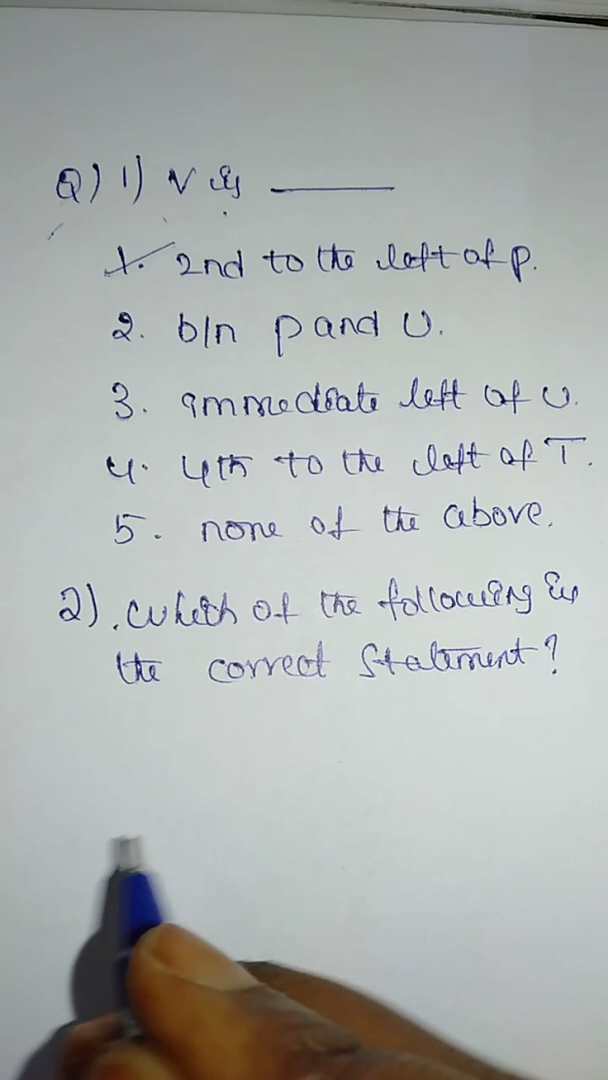 Q) 1) V is ______
1. 2nd to the left of p.
2. b/n p and U.
3. immediate left of U.
4. 4th to the left of T.
5. none of the above.
2). Which of the following is
the correct statement?